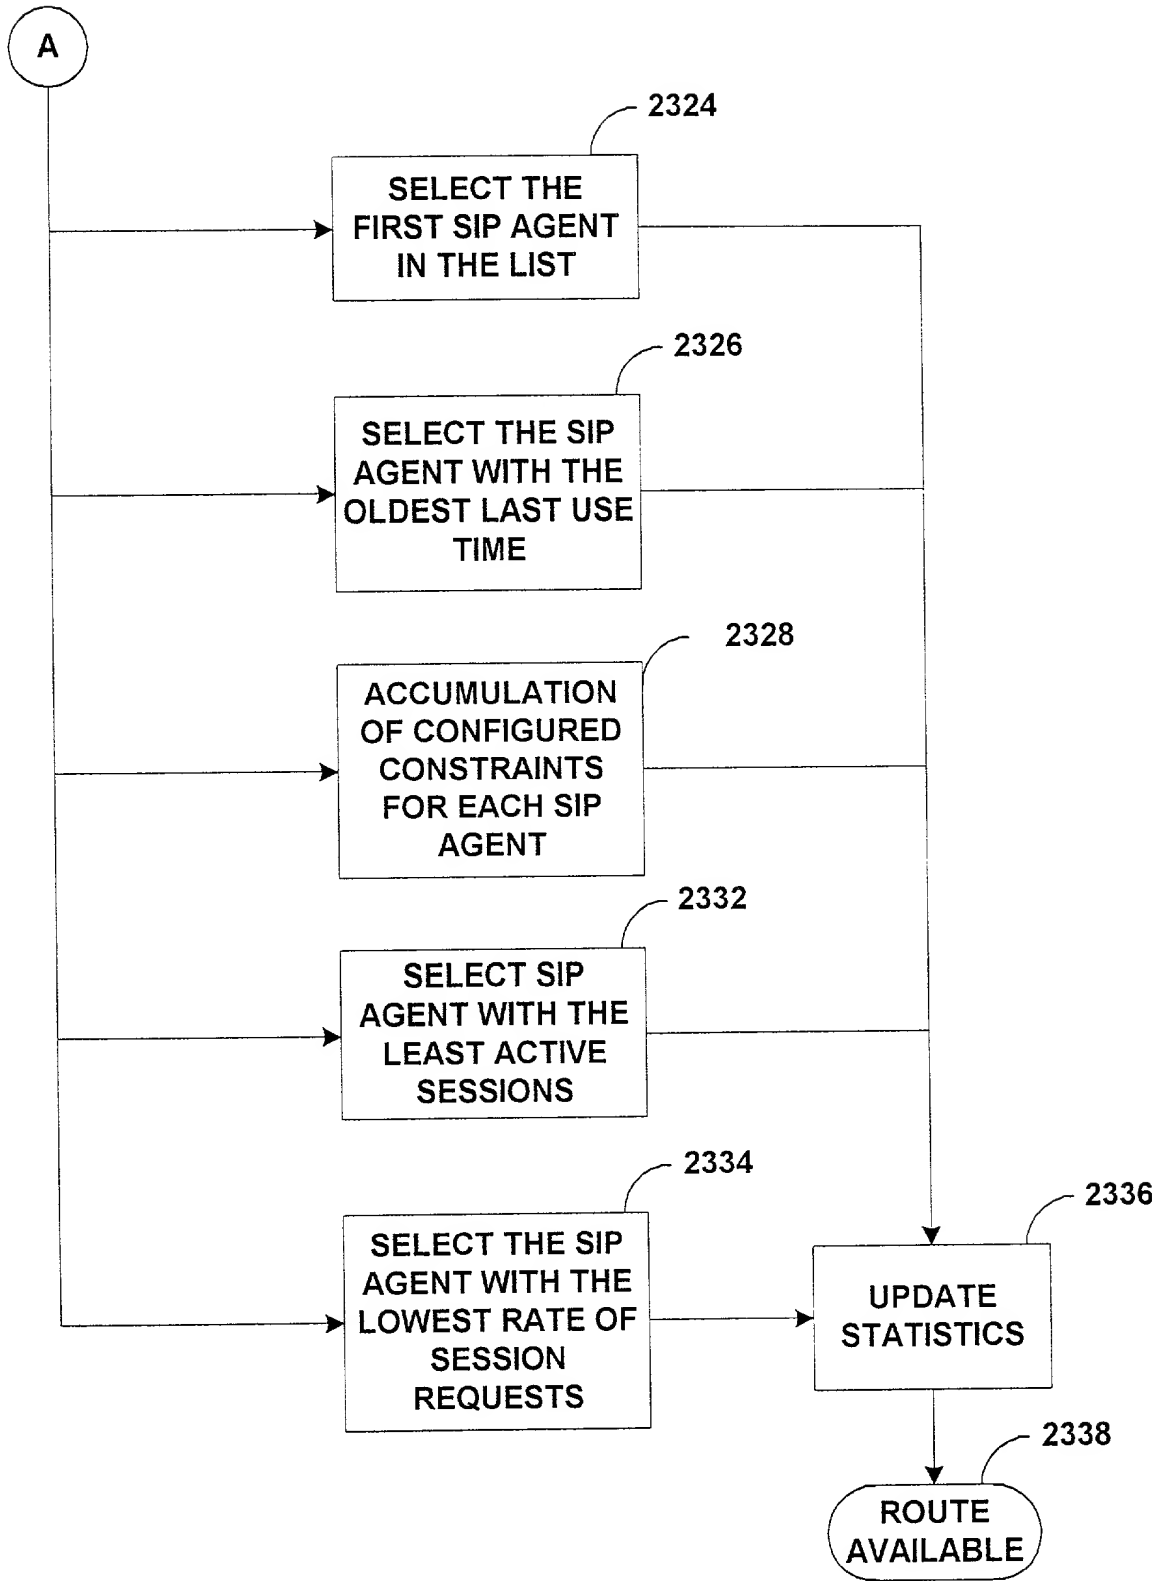 A
2324
SELECT THE
FIRST SIP AGENT
IN THE LIST
2326
SELECT THE SIP
AGENT WITH THE
OLDEST LAST USE
TIME
2328
ACCUMULATION
OF CONFIGURED
CONSTRAINTS
FOR EACH SIP
AGENT
2332
SELECT SIP
AGENT WITH THE
LEAST ACTIVE
SESSIONS
2334
SELECT THE SIP
AGENT WITH THE
LOWEST RATE OF
SESSION
REQUESTS
2336
UPDATE
STATISTICS
2338
ROUTE
AVAILABLE